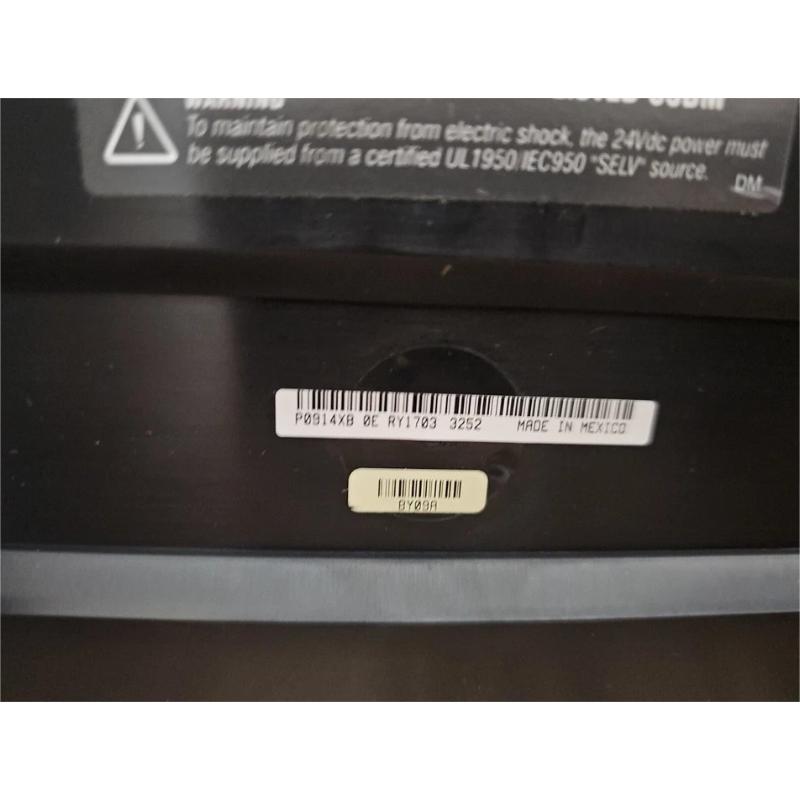 WARNING
To maintain protection from electric shock, the 24Vdc power must
be supplied from a certified UL1950/IEC950 "SELV" source.
DM
P0914XB 0E RY1703 3252 MADE IN MEXICO
BY09A